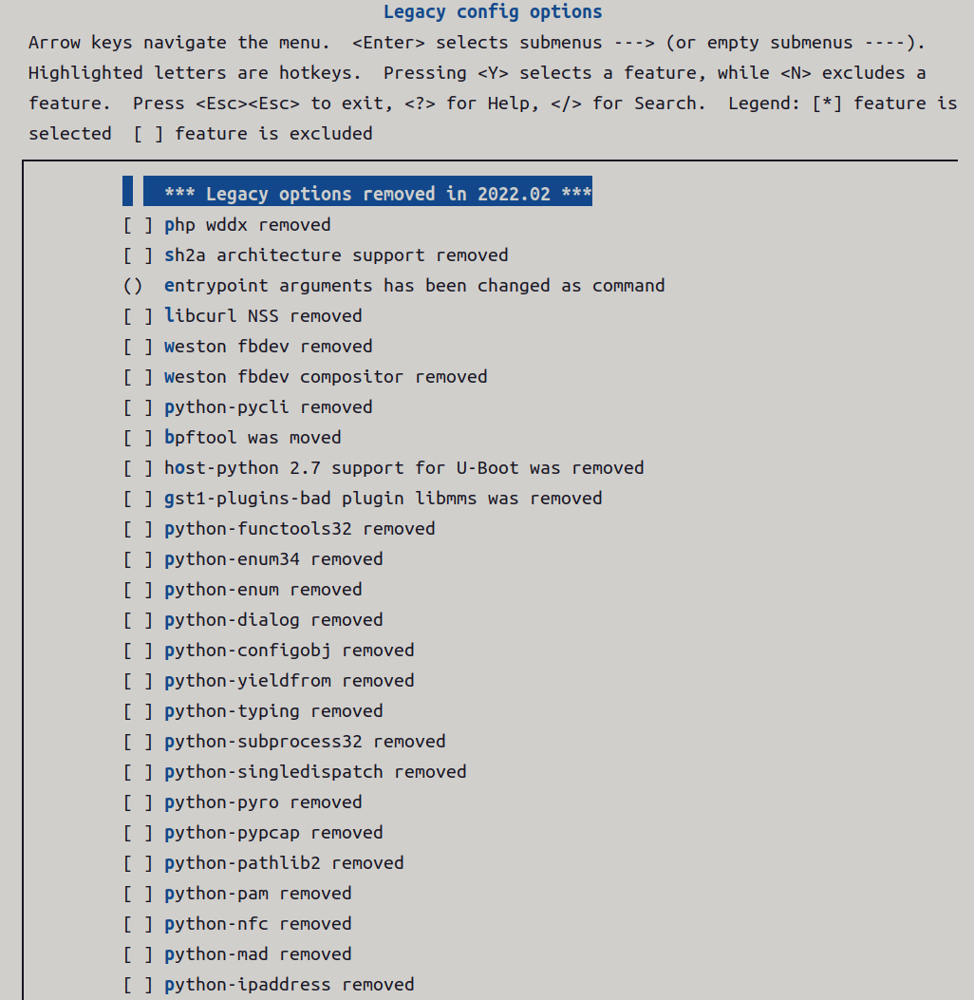 Legacy config options
Arrow keys navigate the menu.  <Enter> selects submenus ---> (or empty submenus ----).
Highlighted letters are hotkeys.  Pressing <Y> selects a feature, while <N> excludes a
feature.  Press <Esc><Esc> to exit, <?> for Help, </> for Search.  Legend: [*] feature is
selected  [ ] feature is excluded
*** Legacy options removed in 2022.02 ***
[ ] php wddx removed
[ ] sh2a architecture support removed
()  entrypoint arguments has been changed as command
[ ] libcurl NSS removed
[ ] weston fbdev removed
[ ] weston fbdev compositor removed
[ ] python-pycli removed
[ ] bpftool was moved
[ ] host-python 2.7 support for U-Boot was removed
[ ] gst1-plugins-bad plugin libmms was removed
[ ] python-functools32 removed
[ ] python-enum34 removed
[ ] python-enum removed
[ ] python-dialog removed
[ ] python-configobj removed
[ ] python-yieldfrom removed
[ ] python-typing removed
[ ] python-subprocess32 removed
[ ] python-singledispatch removed
[ ] python-pyro removed
[ ] python-pypcap removed
[ ] python-pathlib2 removed
[ ] python-pam removed
[ ] python-nfc removed
[ ] python-mad removed
[ ] python-ipaddress removed